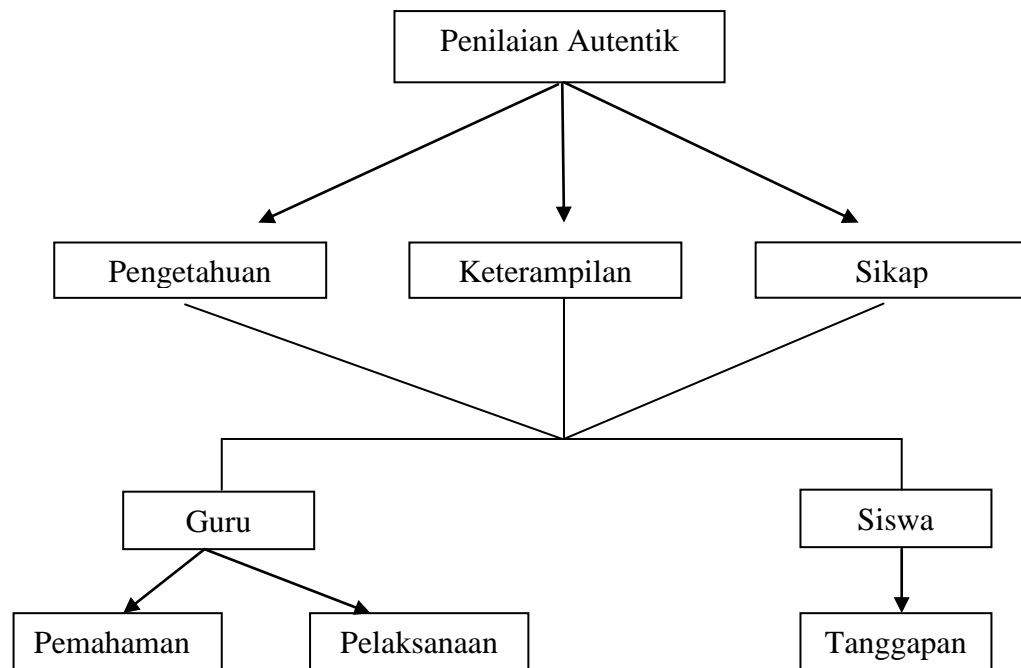 Penilaian Autentik
Pengetahuan
Keterampilan
Sikap
Guru
Siswa
Pemahaman
Pelaksanaan
Tanggapan